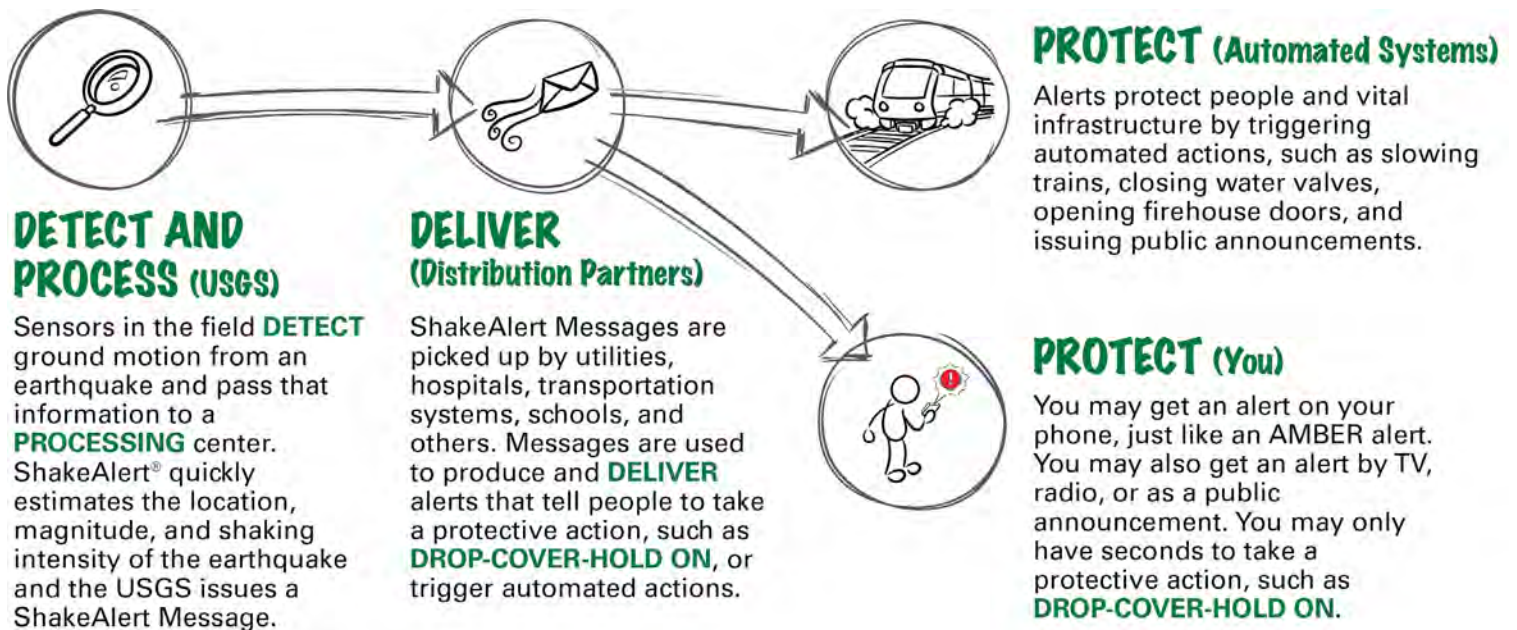 DETECT AND
PROCESS (USGS)
Sensors in the field DETECT
ground motion from an
earthquake and pass that
information to a
PROCESSING center.
ShakeAlert® quickly
estimates the location,
magnitude, and shaking
intensity of the earthquake
and the USGS issues a
ShakeAlert Message.
DELIVER
(Distribution Partners)
ShakeAlert Messages are
picked up by utilities,
hospitals, transportation
systems, schools, and
others. Messages are used
to produce and DELIVER
alerts that tell people to take
a protective action, such as
DROP-COVER-HOLD ON, or
trigger automated actions.
PROTECT (Automated Systems)
Alerts protect people and vital
infrastructure by triggering
automated actions, such as slowing
trains, closing water valves,
opening firehouse doors, and
issuing public announcements.
!
PROTECT (You)
You may get an alert on your
phone, just like an AMBER alert.
You may also get an alert by TV,
radio, or as a public
announcement. You may only
have seconds to take a
protective action, such as
DROP-COVER-HOLD ON.